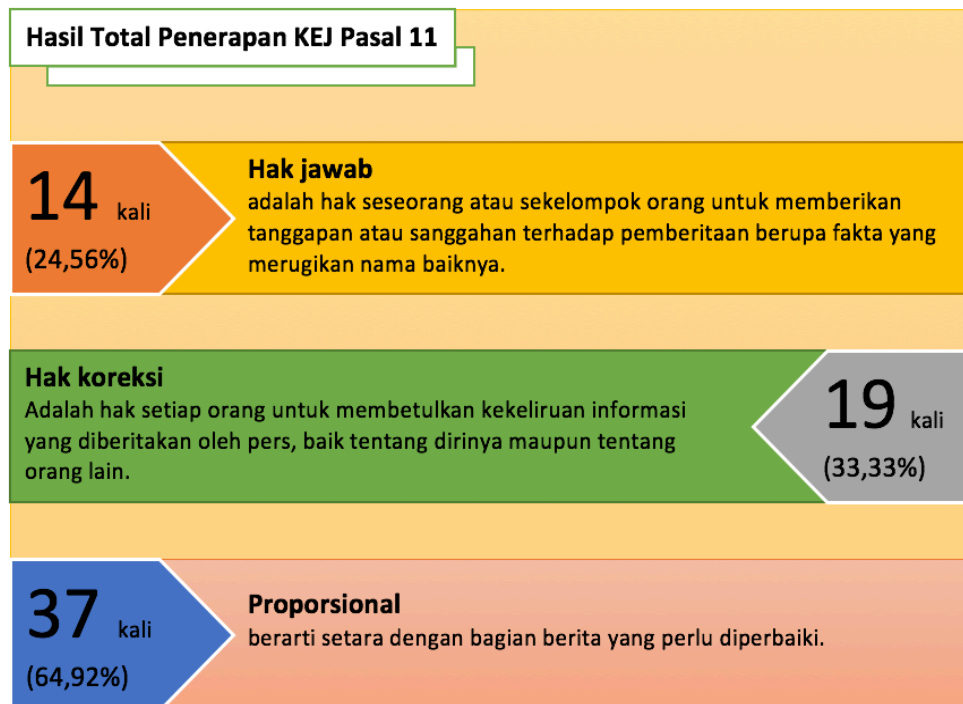 Hasil Total Penerapan KEJ Pasal 11
14 kali
(24,56%)
Hak jawab
adalah hak seseorang atau sekelompok orang untuk memberikan
tanggapan atau sanggahan terhadap pemberitaan berupa fakta yang
merugikan nama baiknya.
Hak koreksi
Adalah hak setiap orang untuk membetulkan kekeliruan informasi
yang diberitakan oleh pers, baik tentang dirinya maupun tentang
orang lain.
19 kali
(33,33%)
37 kali
(64,92%)
Proporsional
berarti setara dengan bagian berita yang perlu diperbaiki.